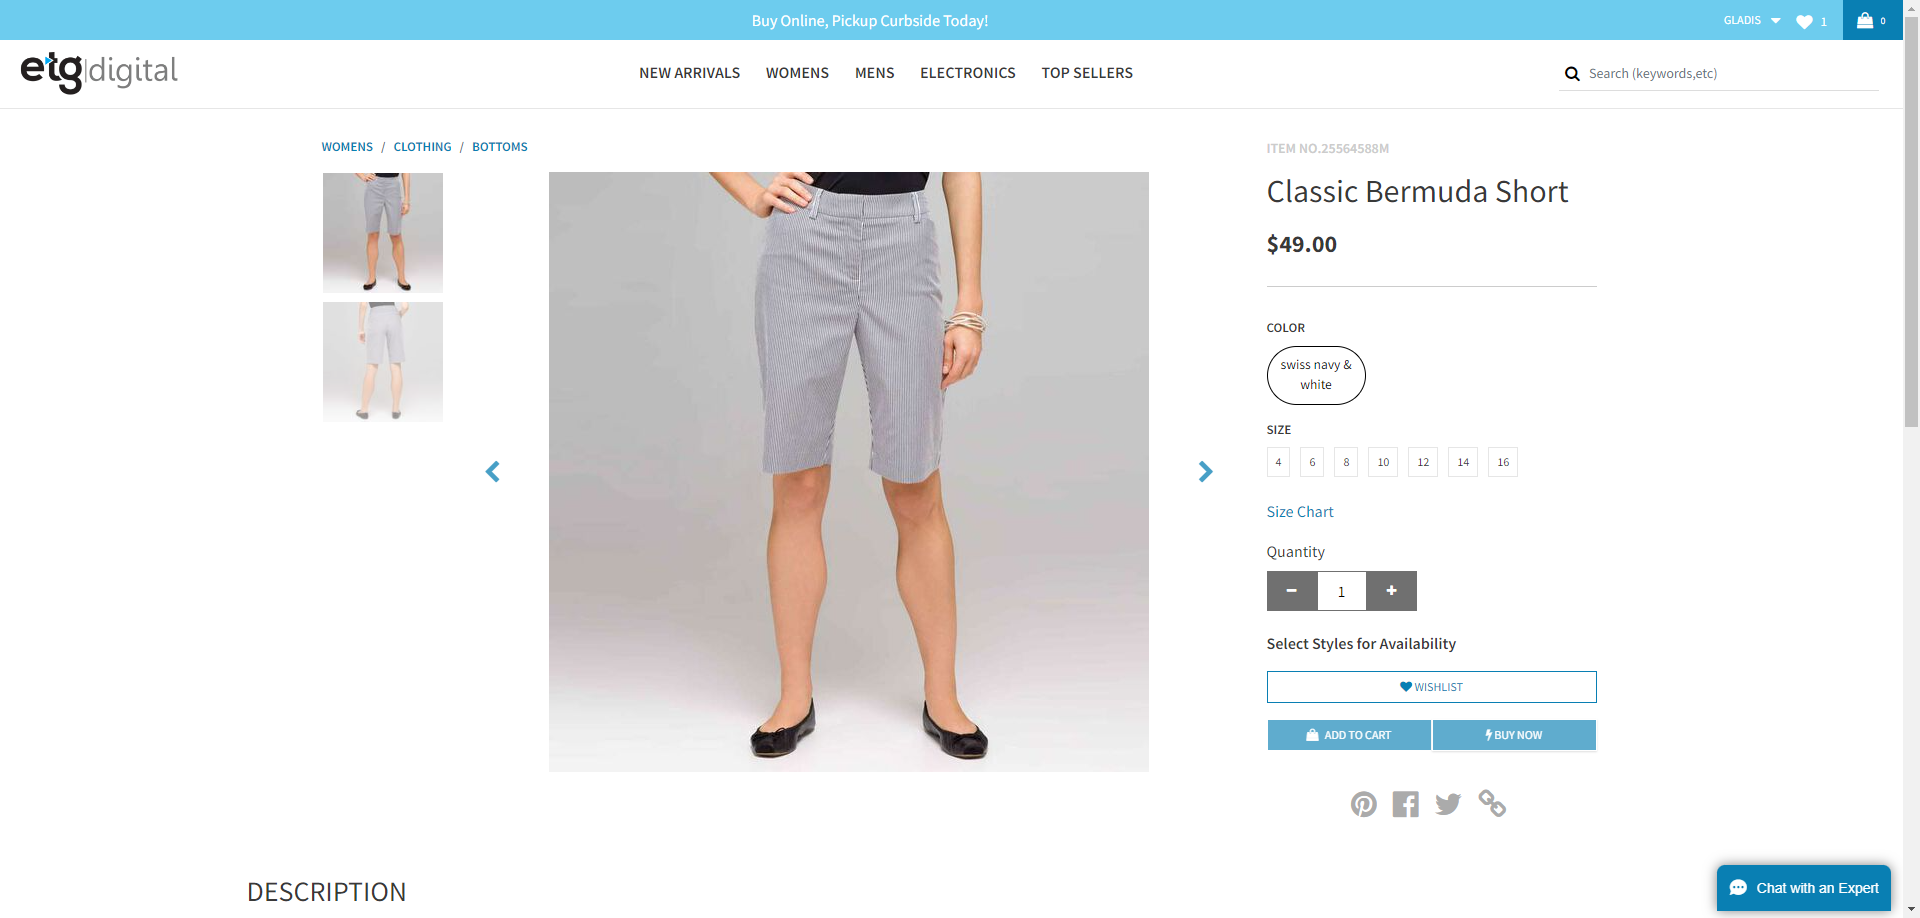 Buy Online, Pickup Curbside Today!
GLADIS
1
0
etg|digital
NEW ARRIVALS
WOMENS
MENS
ELECTRONICS
TOP SELLERS
Search (keywords,etc)
WOMENS / CLOTHING / BOTTOMS
ITEM NO.25564588M
Classic Bermuda Short
$49.00
COLOR
swiss navy &
white
SIZE
4 6 8 10 12 14 16
Size Chart
Quantity
− 1 +
Select Styles for Availability
WISHLIST
ADD TO CART
BUY NOW
DESCRIPTION
Chat with an Expert